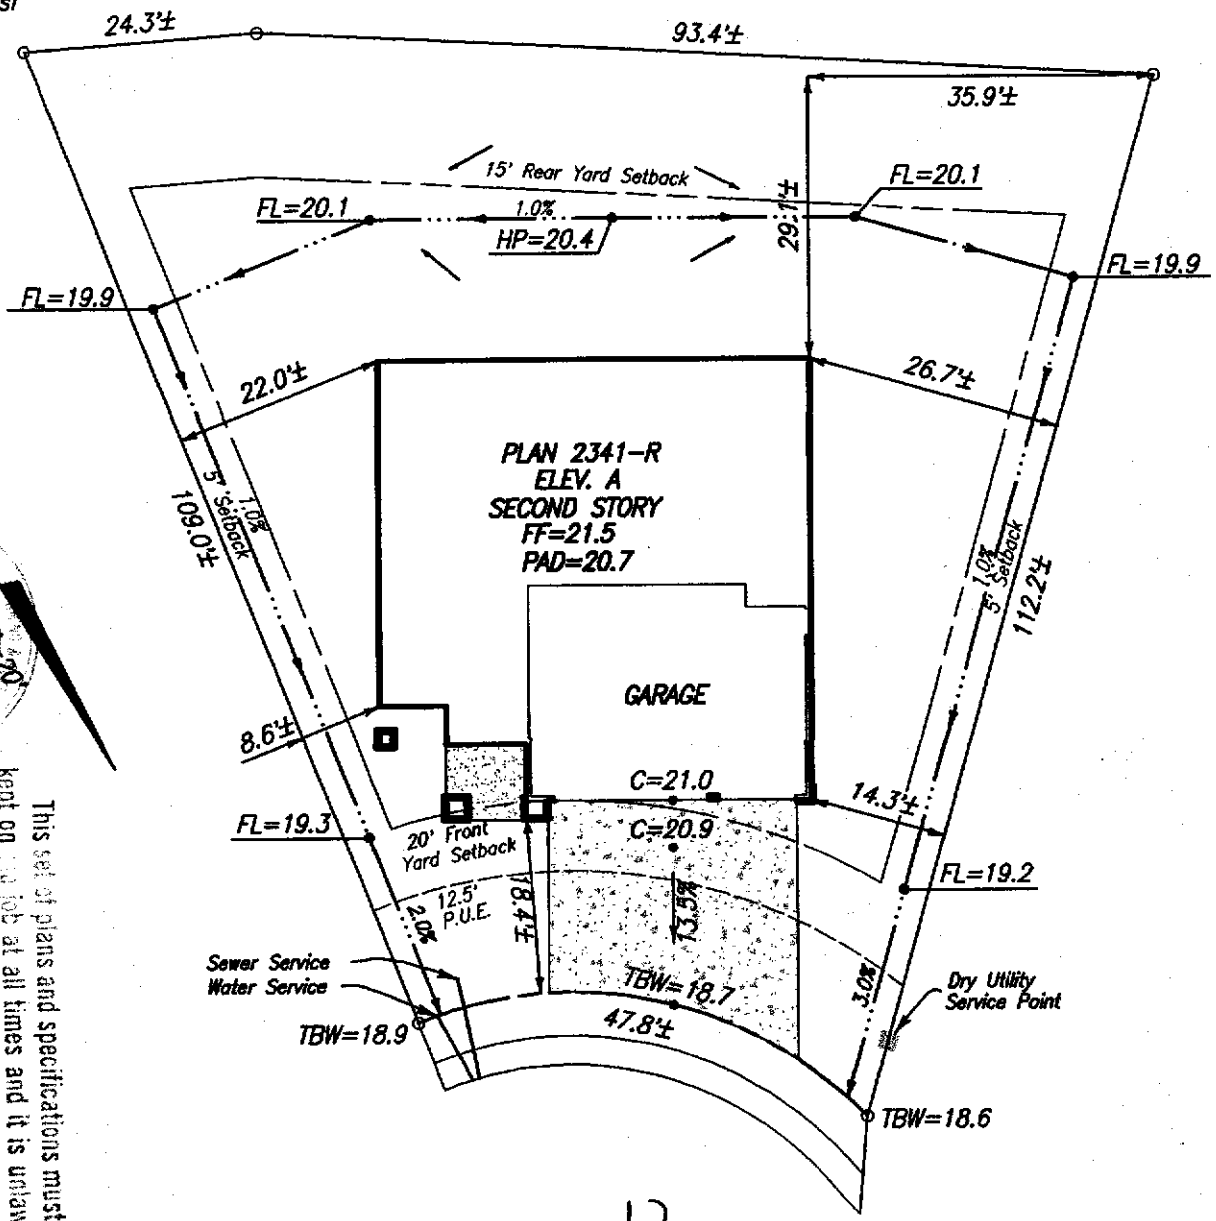 24.3'±
93.4'±
35.9'±
15' Rear Yard Setback
29.1'±
FL=20.1
FL=20.1
1.0%
HP=20.4
FL=19.9
FL=19.9
22.0'±
26.7'±
PLAN 2341-R
ELEV. A
SECOND STORY
FF=21.5
PAD=20.7
5' Setback
1.0%
109.0'±
1.0%
5' Setback
112.2'±
GARAGE
8.6'±
C=21.0
14.3'±
C=20.9
FL=19.3
20' Front
Yard Setback
18.4'±
FL=19.2
12.5'
P.U.E.
2.0%
13.5%
3.0%
Sewer Service
Water Service
TBW=18.7
Dry Utility
Service Point
TBW=18.9
47.8'±
TBW=18.6
This set of plans and specifications must
kept on job at all times and it is unlaw
20'